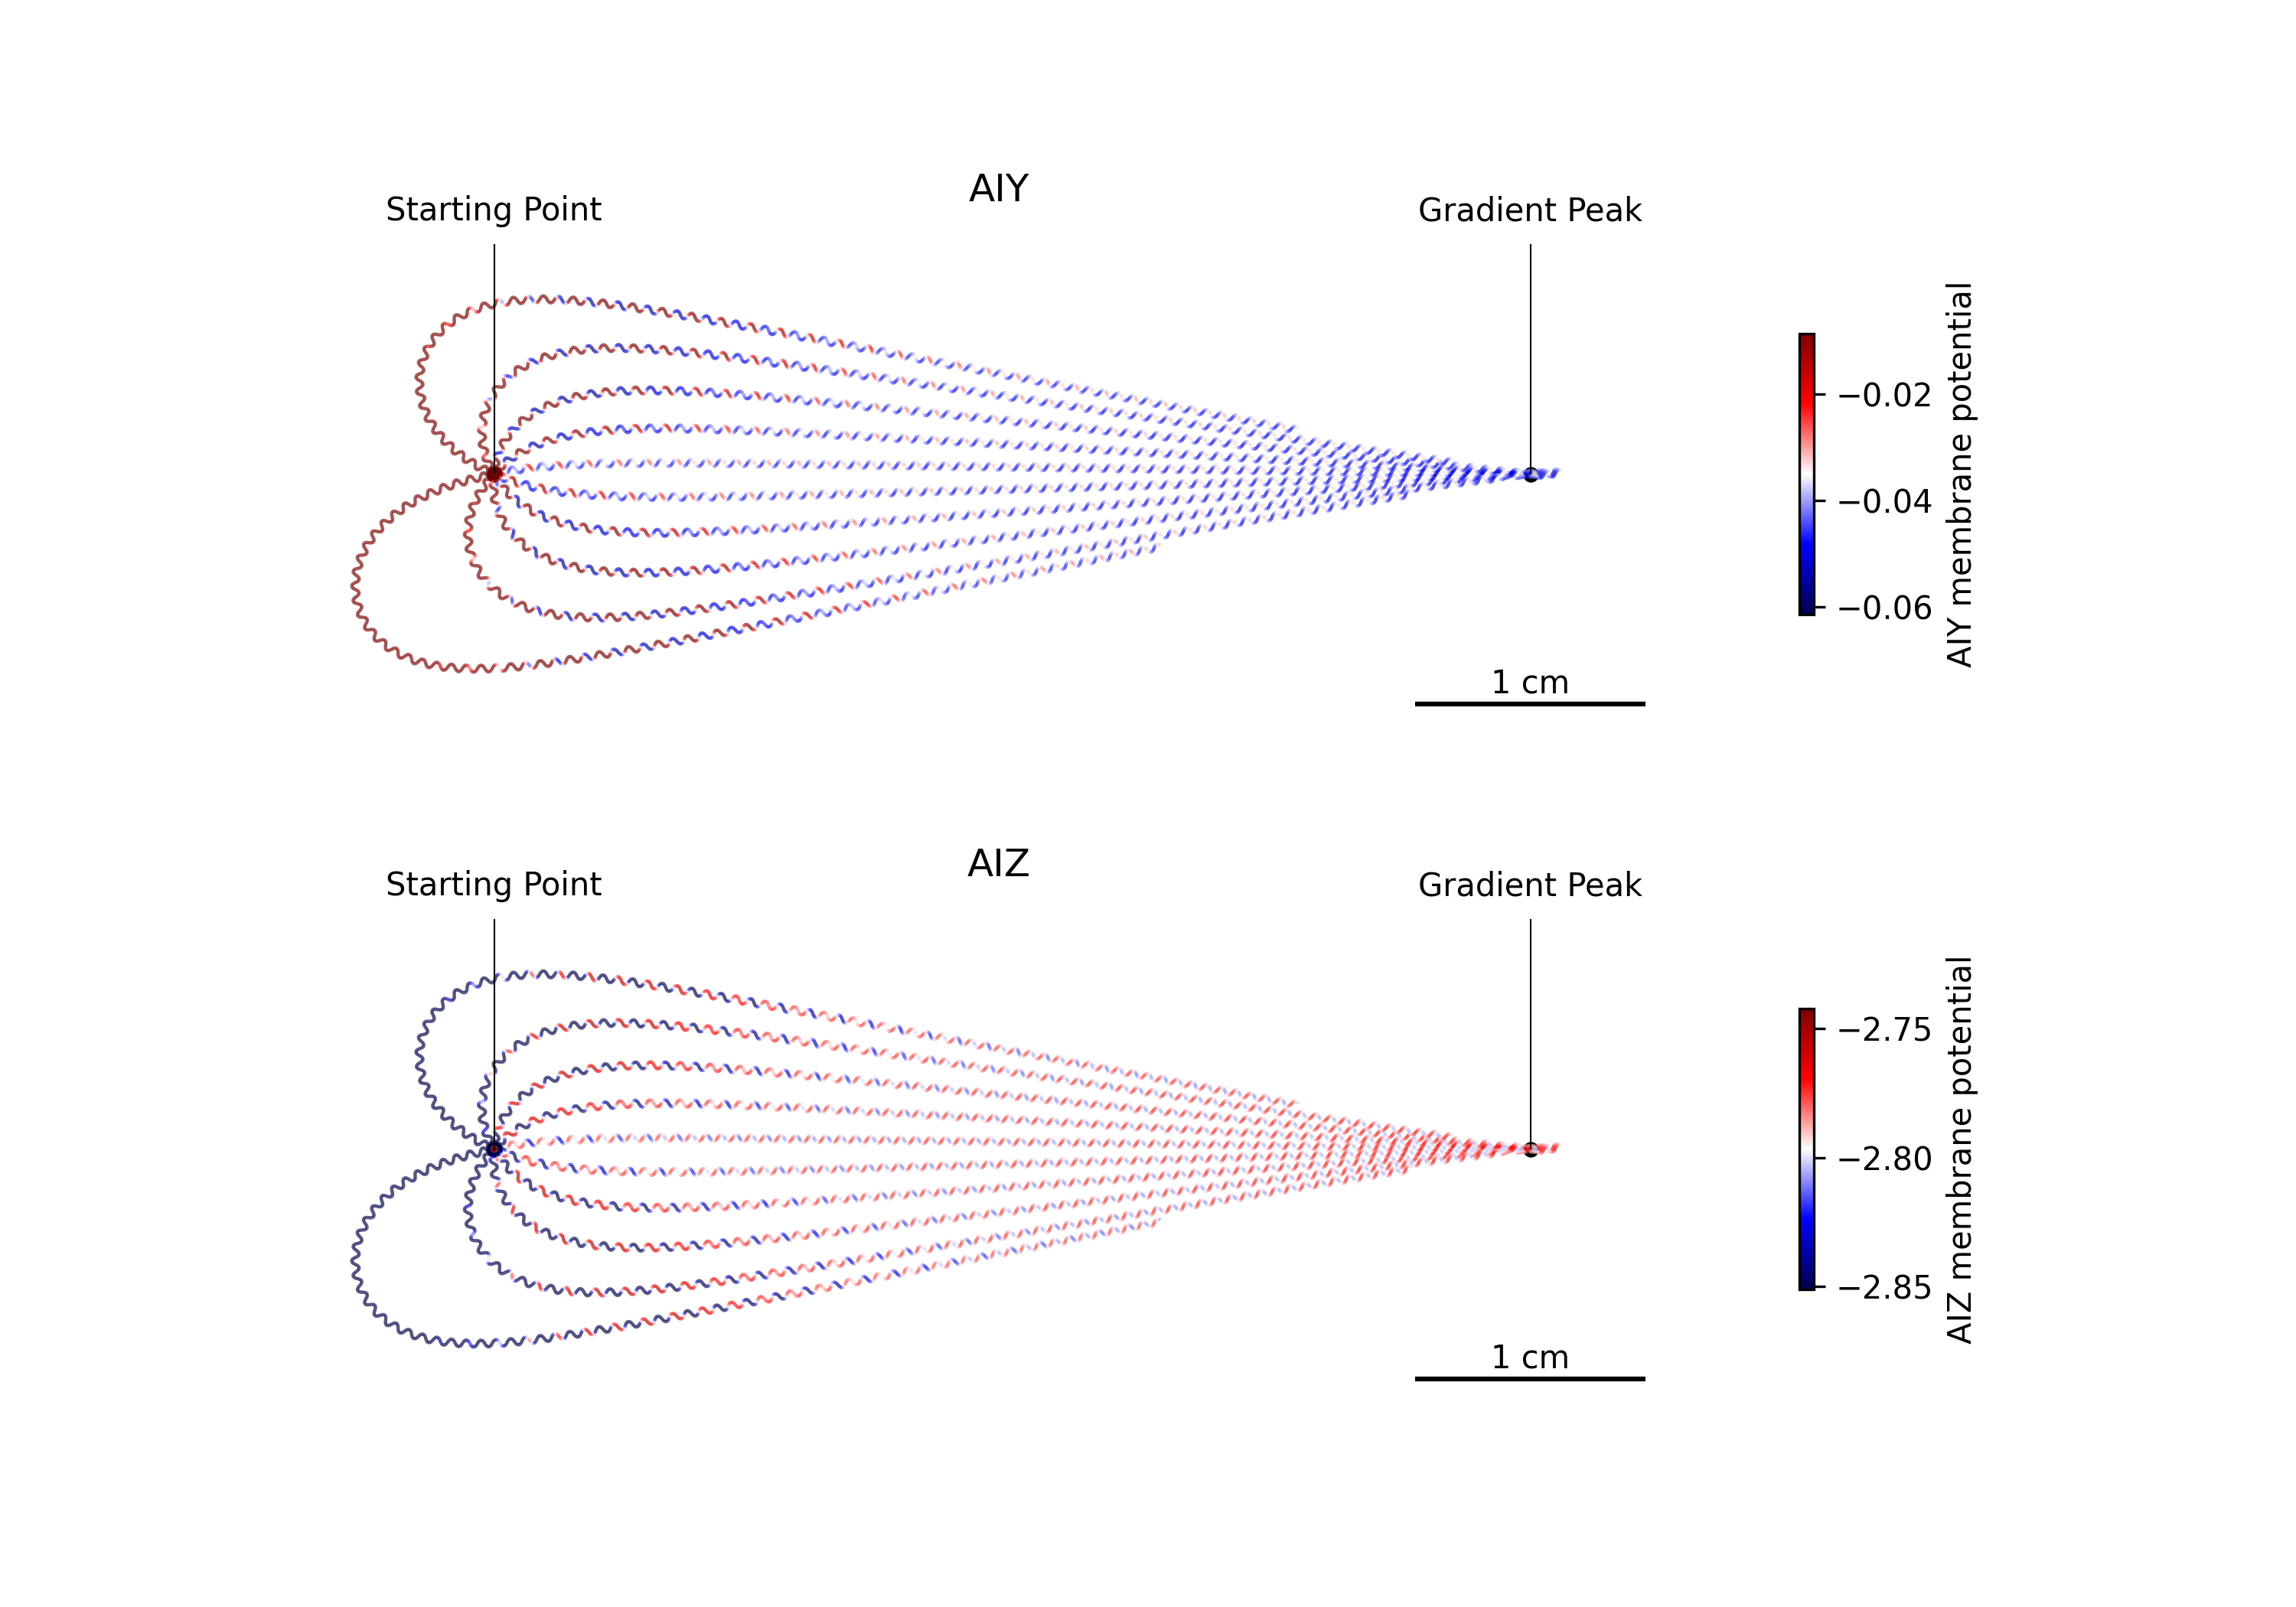 AIY
Starting Point
Gradient Peak
−0.02
−0.04
−0.06
AIY membrane potential
1 cm
AIZ
Starting Point
Gradient Peak
−2.75
−2.80
−2.85
AIZ membrane potential
1 cm